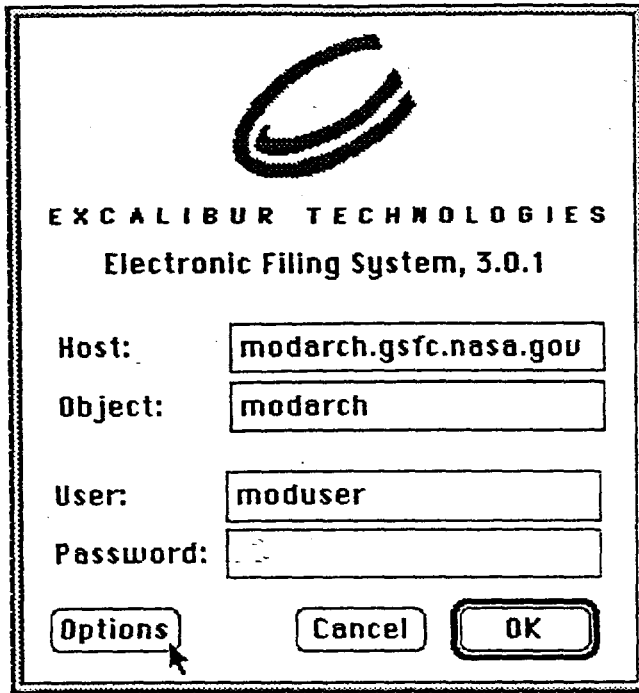 EXCALIBUR TECHNOLOGIES
Electronic Filing System, 3.0.1
Host: modarch.gsfc.nasa.gov
Object: modarch
User: moduser
Password:
Options Cancel OK